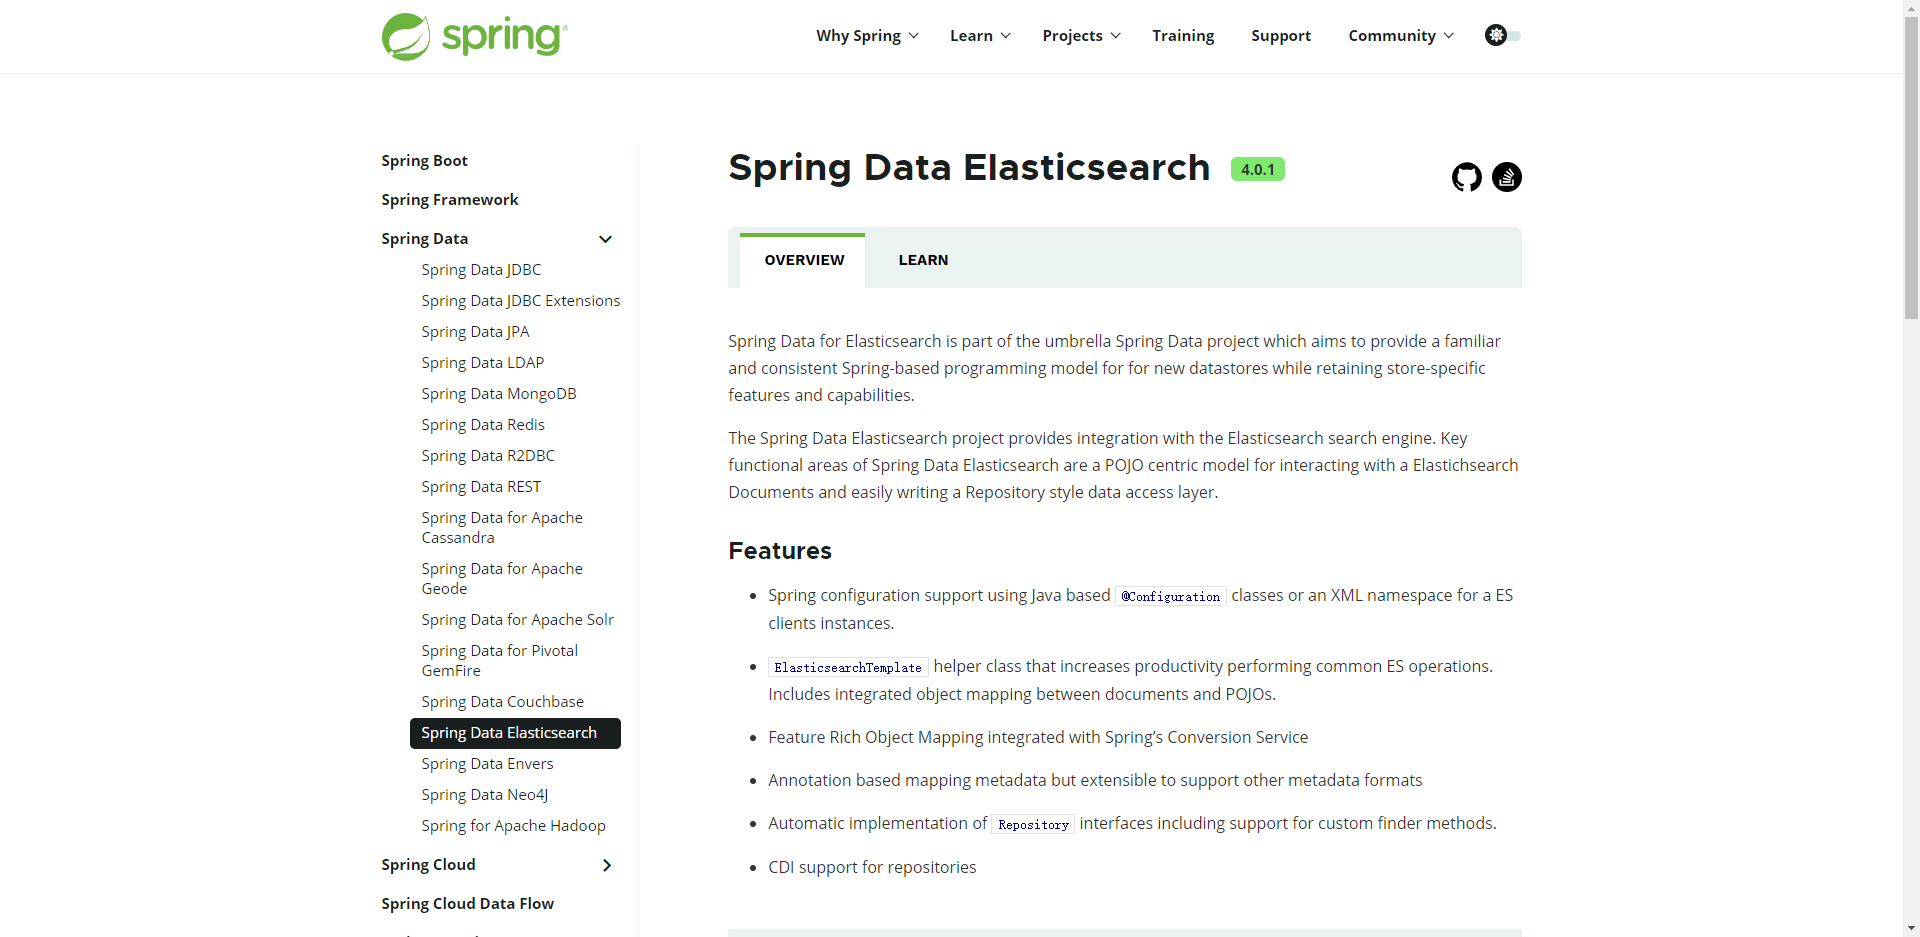 spring
Why Spring
Learn
Projects
Training
Support
Community
Spring Boot
Spring Framework
Spring Data
Spring Data JDBC
Spring Data JDBC Extensions
Spring Data JPA
Spring Data LDAP
Spring Data MongoDB
Spring Data Redis
Spring Data R2DBC
Spring Data REST
Spring Data for Apache
Cassandra
Spring Data for Apache
Geode
Spring Data for Apache Solr
Spring Data for Pivotal
GemFire
Spring Data Couchbase
Spring Data Elasticsearch
Spring Data Envers
Spring Data Neo4J
Spring for Apache Hadoop
Spring Cloud
Spring Cloud Data Flow
Spring Data Elasticsearch 4.0.1
OVERVIEW
LEARN
Spring Data for Elasticsearch is part of the umbrella Spring Data project which aims to provide a familiar
and consistent Spring-based programming model for for new datastores while retaining store-specific
features and capabilities.
The Spring Data Elasticsearch project provides integration with the Elasticsearch search engine. Key
functional areas of Spring Data Elasticsearch are a POJO centric model for interacting with a Elastichsearch
Documents and easily writing a Repository style data access layer.
Features
• Spring configuration support using Java based @Configuration classes or an XML namespace for a ES
clients instances.
• ElasticsearchTemplate helper class that increases productivity performing common ES operations.
Includes integrated object mapping between documents and POJOs.
• Feature Rich Object Mapping integrated with Spring’s Conversion Service
• Annotation based mapping metadata but extensible to support other metadata formats
• Automatic implementation of Repository interfaces including support for custom finder methods.
• CDI support for repositories